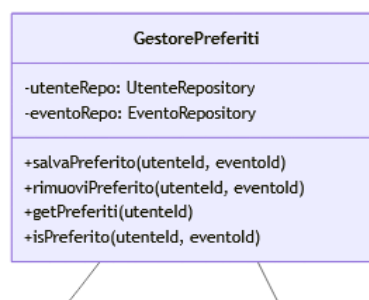 GestorePreferiti
-utenteRepo: UtenteRepository
-eventoRepo: EventoRepository
+salvaPreferito(utenteId, eventoId)
+rimuoviPreferito(utenteId, eventoId)
+getPreferiti(utenteId)
+isPreferito(utenteId, eventoId)